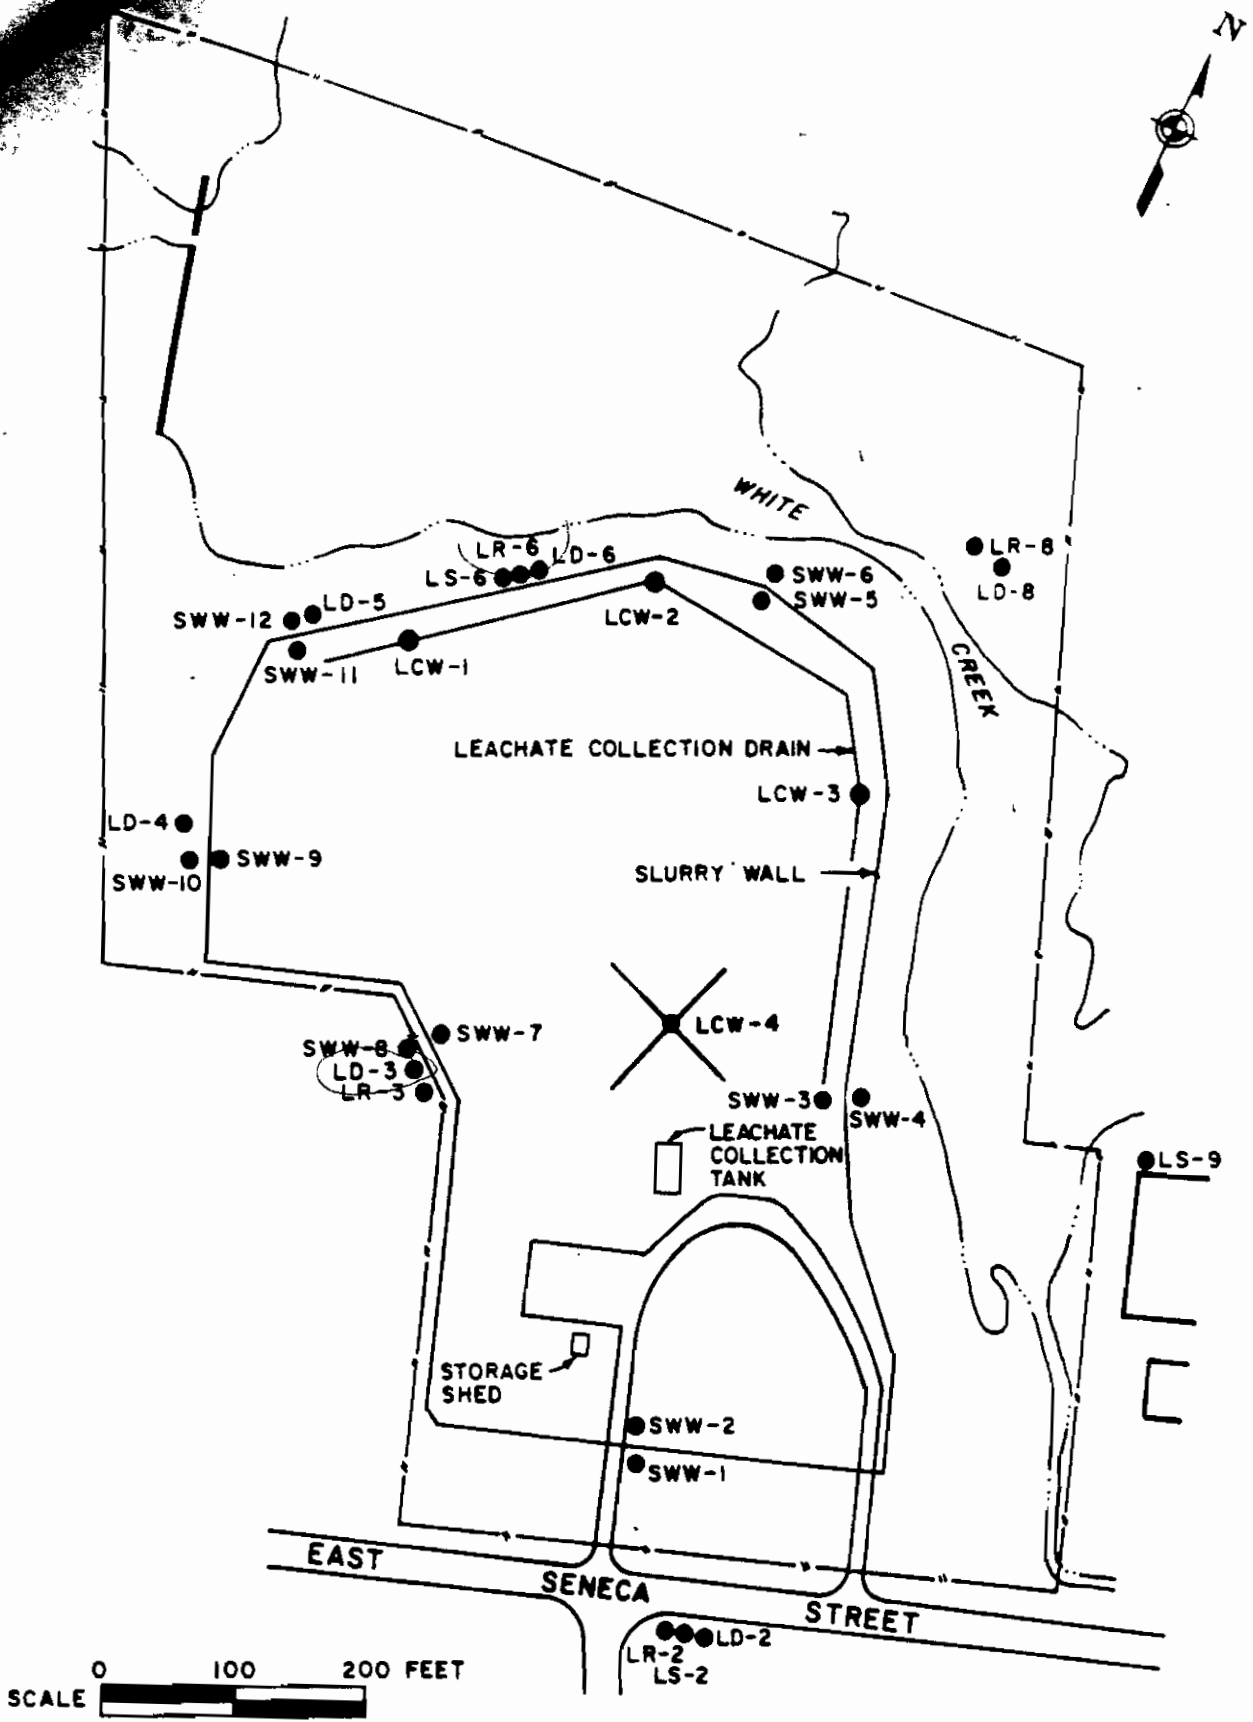 N
WHITE
CREEK
LR-6
LD-6
LS-6
LR-8
LD-8
SWW-6
SWW-5
LD-5
SWW-12
LCW-2
SWW-11
LCW-1
LEACHATE COLLECTION DRAIN
LCW-3
LD-4
SWW-9
SWW-10
SLURRY WALL
LCW-4
SWW-7
SWW-8
LD-3
LR-3
SWW-3
SWW-4
LEACHATE
COLLECTION
TANK
LS-9
STORAGE
SHED
SWW-2
SWW-1
EAST
SENECA
STREET
LD-2
LR-2
LS-2
0 100 200 FEET
SCALE